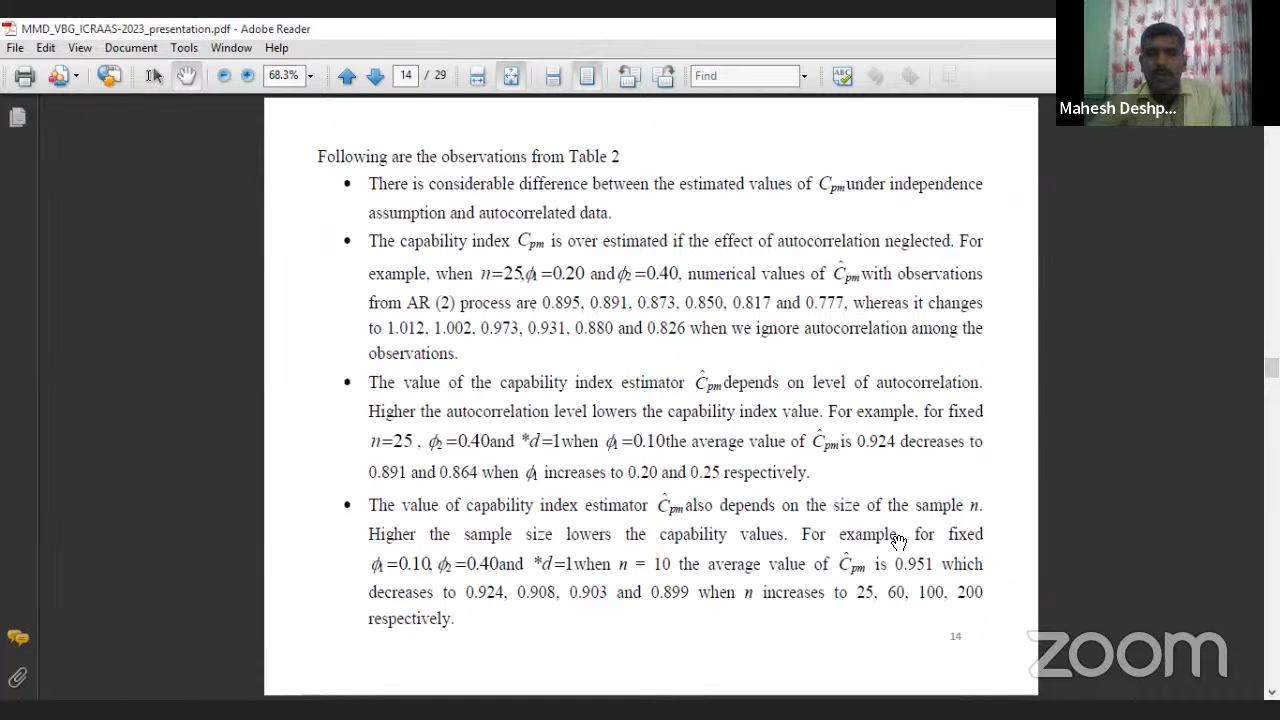 MMD_VBG_ICRAAS-2023_presentation.pdf - Adobe Reader
File Edit View Document Tools Window Help
68.3% 14 / 29 Find
Mahesh Deshp...
Following are the observations from Table 2
• There is considerable difference between the estimated values of Cpm under independence
assumption and autocorrelated data.
• The capability index Cpm is over estimated if the effect of autocorrelation neglected. For
example, when n=25,ϕ1=0.20 and ϕ2=0.40, numerical values of Ĉpm with observations
from AR (2) process are 0.895, 0.891, 0.873, 0.850, 0.817 and 0.777, whereas it changes
to 1.012, 1.002, 0.973, 0.931, 0.880 and 0.826 when we ignore autocorrelation among the
observations.
• The value of the capability index estimator Ĉpm depends on level of autocorrelation.
Higher the autocorrelation level lowers the capability index value. For example, for fixed
n=25 , ϕ2=0.40and *d=1when ϕ1=0.10the average value of Ĉpm is 0.924 decreases to
0.891 and 0.864 when ϕ1 increases to 0.20 and 0.25 respectively.
• The value of capability index estimator Ĉpm also depends on the size of the sample n.
Higher the sample size lowers the capability values. For example, for fixed
ϕ1=0.10, ϕ2=0.40and *d=1when n = 10 the average value of Ĉpm is 0.951 which
decreases to 0.924, 0.908, 0.903 and 0.899 when n increases to 25, 60, 100, 200
respectively.
14
zoom